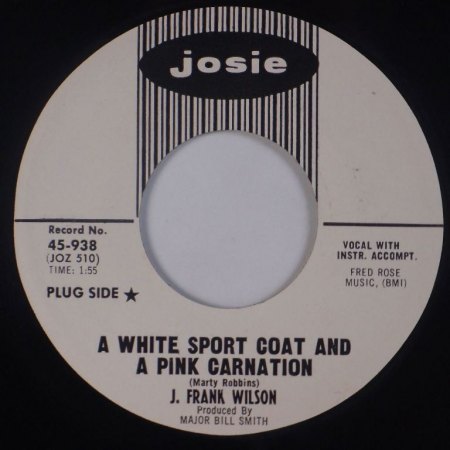 josie
Record No.
45-938
(JOZ 510)
TIME: 1:55
PLUG SIDE ★
VOCAL WITH
INSTR. ACCOMPT.
FRED ROSE
MUSIC, (BMI)
A WHITE SPORT COAT AND
A PINK CARNATION
(Marty Robbins)
J. FRANK WILSON
Produced By
MAJOR BILL SMITH